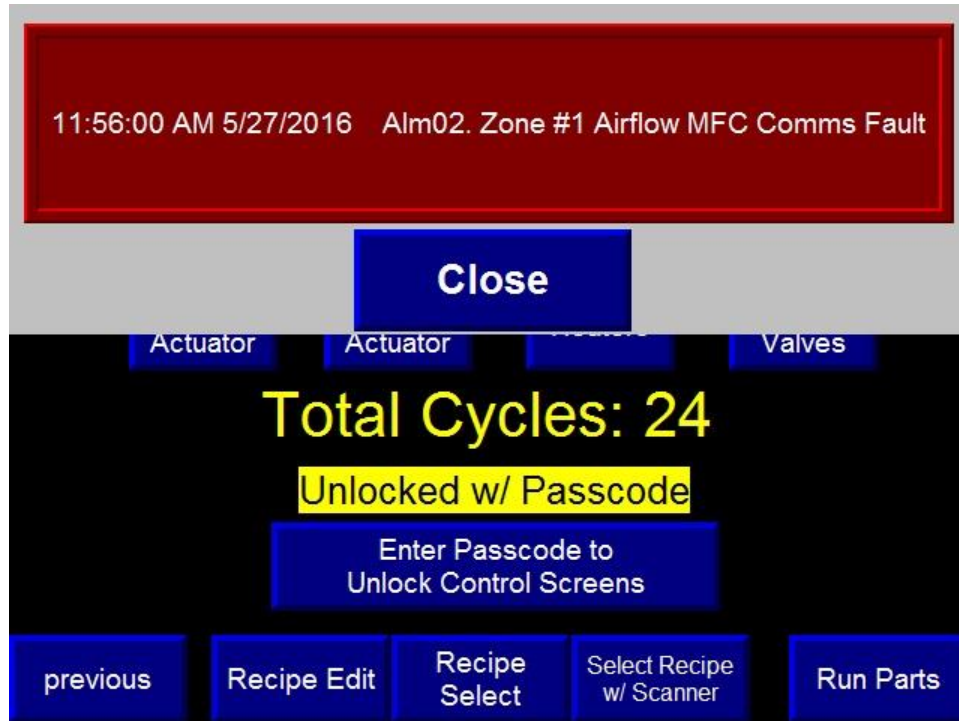 11:56:00 AM 5/27/2016 Alm02. Zone #1 Airflow MFC Comms Fault
Close
Actuator Actuator Valves
Total Cycles: 24
Unlocked w/ Passcode
Enter Passcode to
Unlock Control Screens
previous
Recipe Edit
Recipe
Select
Select Recipe
w/ Scanner
Run Parts